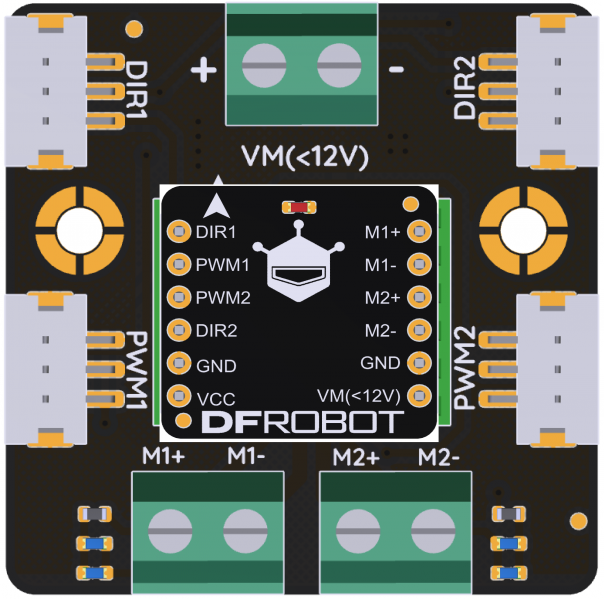 DIR1
+ -
DIR2
VM(<12V)
DIR1 M1+
PWM1 M1-
PWM2 M2+
DIR2 M2-
GND GND
VCC VM(<12V)
DFROBOT
PWM1
PWM2
M1+ M1- M2+ M2-